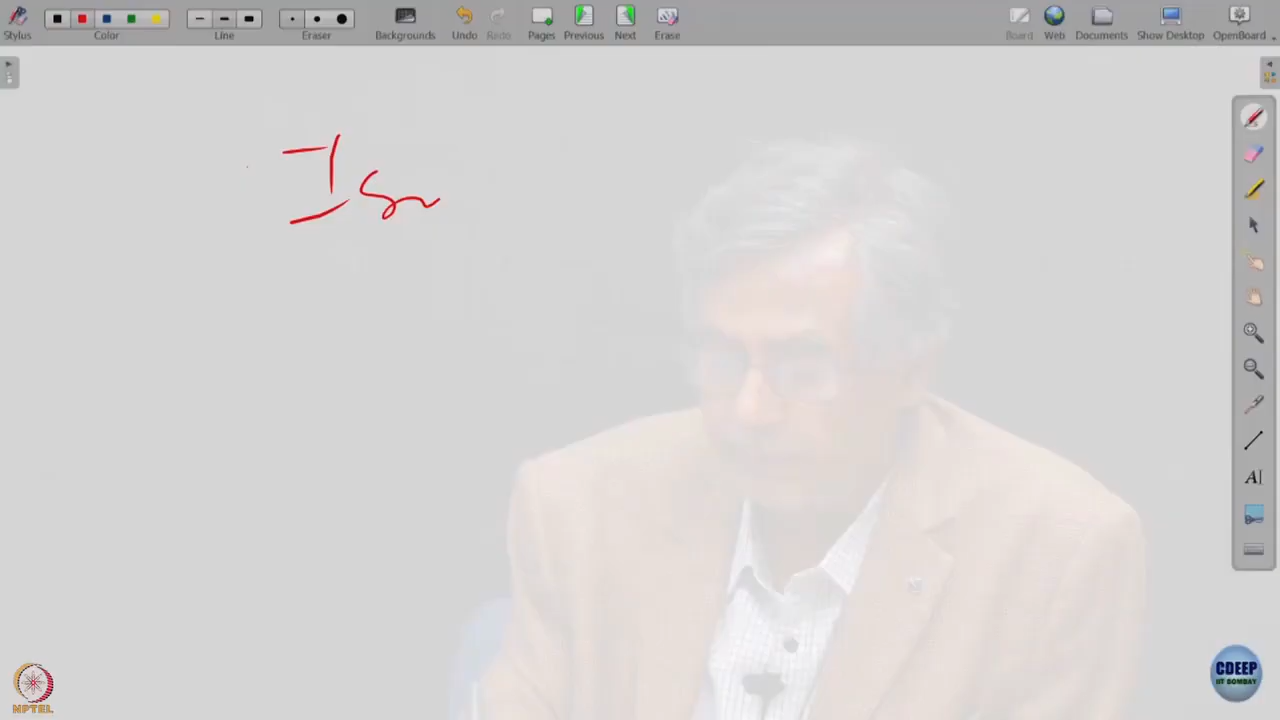 Stylus
Color
Line
Eraser
Backgrounds
Undo
Redo
Pages
Previous
Next
Erase
Board
Web
Documents
Show Desktop
OpenBoard
I
A
NPTEL
CDEEP
IIT BOMBAY